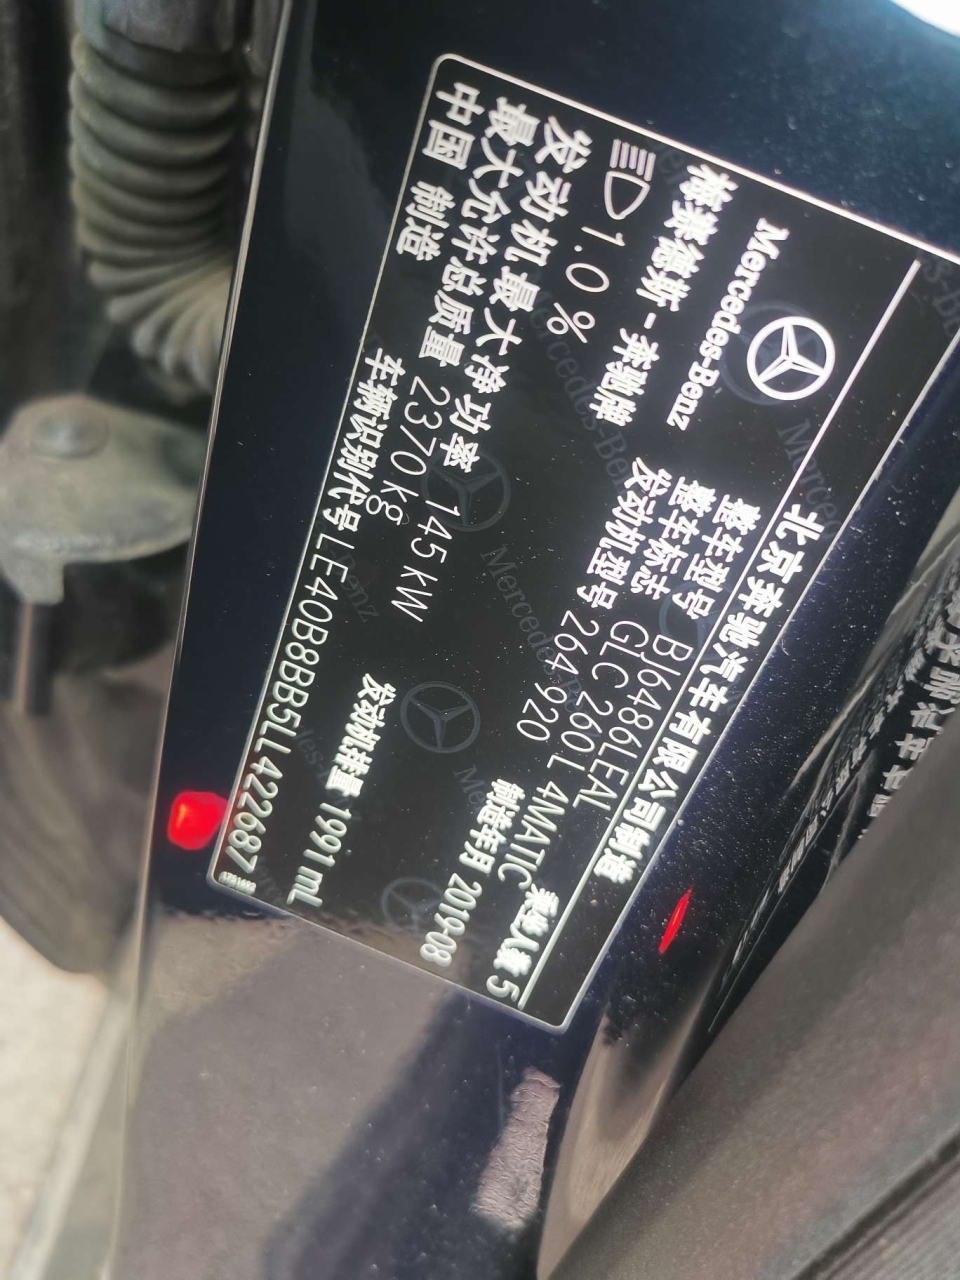 北京奔驰汽车有限公司制造
Mercedes-Benz
梅赛德斯-奔驰牌
整车型号 BJ6486LEAL
整车标志 GLC 260 L 4MATIC 乘坐人数 5
发动机型号 264 920 制造年月 2019-08
1.0%
发动机最大净功率 145 kW 发动机排量 1991 mL
最大允许总质量 2370 kg
中国 制造 车辆识别代号 LE40B8BB5LL422687